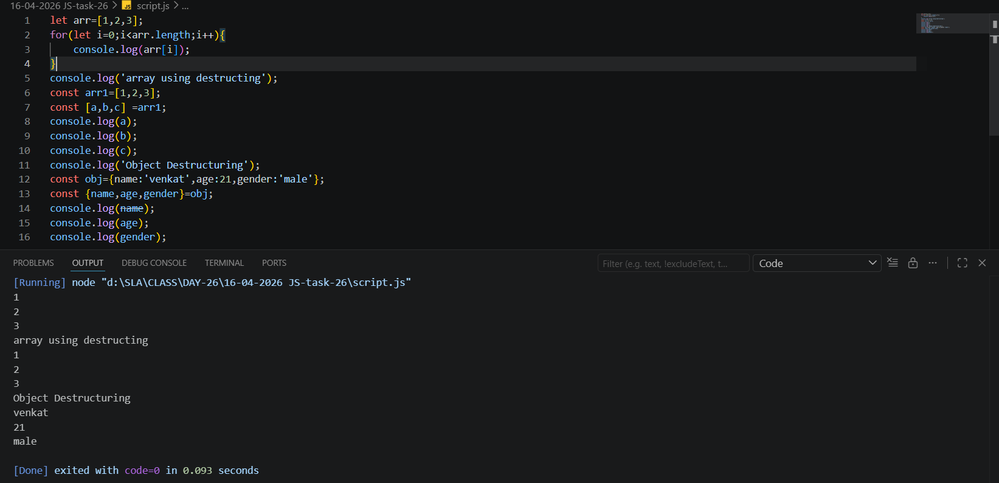 16-04-2026 JS-task-26 > JS script.js > ...
1 let arr=[1,2,3];
2 for(let i=0;i<arr.length;i++){
3     console.log(arr[i]);
4 }
5 console.log('array using destructing');
6 const arr1=[1,2,3];
7 const [a,b,c] =arr1;
8 console.log(a);
9 console.log(b);
10 console.log(c);
11 console.log('Object Destructuring');
12 const obj={name:'venkat',age:21,gender:'male'};
13 const {name,age,gender}=obj;
14 console.log(name);
15 console.log(age);
16 console.log(gender);
PROBLEMS OUTPUT DEBUG CONSOLE TERMINAL PORTS Filter (e.g. text, !excludeText, t... Code
[Running] node "d:\SLA\CLASS\DAY-26\16-04-2026 JS-task-26\script.js"
1
2
3
array using destructing
1
2
3
Object Destructuring
venkat
21
male
[Done] exited with code=0 in 0.093 seconds